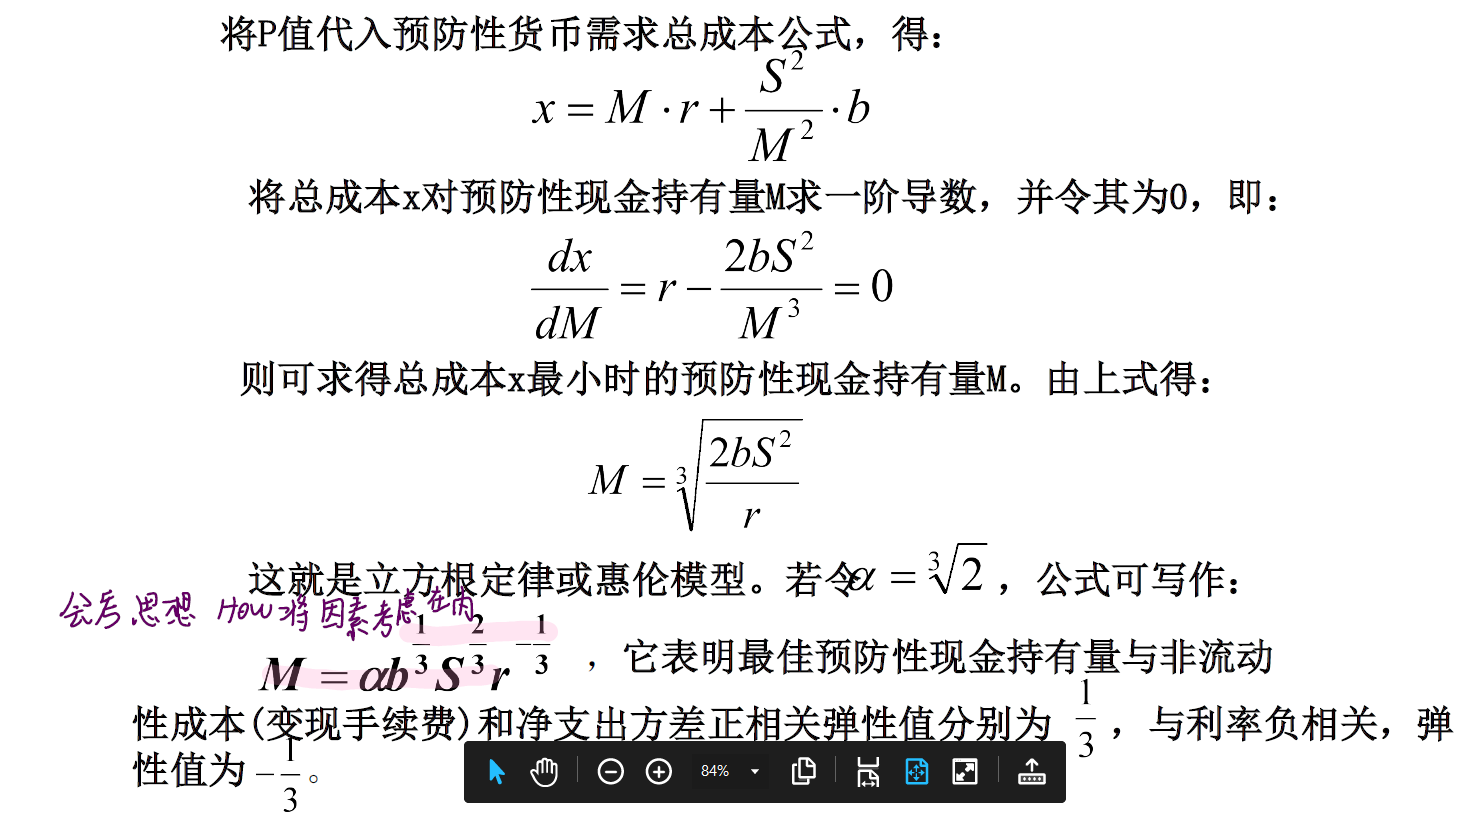 将P值代入预防性货币需求总成本公式，得：
x = M · r + S²/M² · b
将总成本x对预防性现金持有量M求一阶导数，并令其为0，即：
dx/dM = r − 2bS²/M³ = 0
则可求得总成本x最小时的预防性现金持有量M。由上式得：
M = ∛(2bS²/r)
这就是立方根定律或惠伦模型。若令α = ∛2，公式可写作：
会考思想 How将因素考虑在内
M = αb^(1/3) S^(2/3) r^(−1/3)，它表明最佳预防性现金持有量与非流动
性成本(变现手续费)和净支出方差正相关弹性值分别为 1/3，与利率负相关，弹
性值为 −1/3。
84%